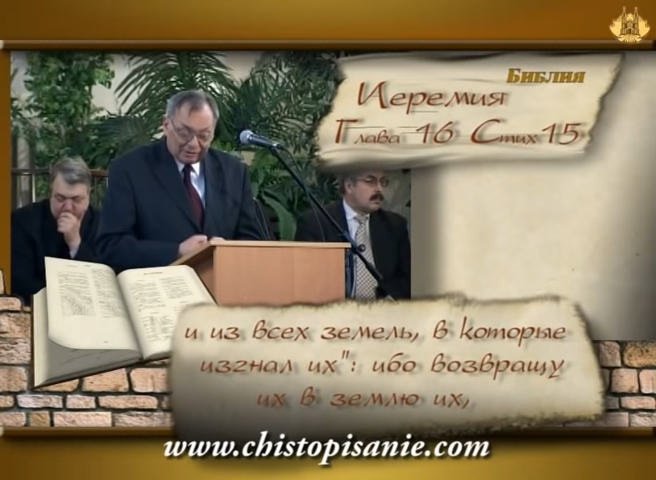 Библия
Иеремия
Глава 16 Стих 15
и из всех земель, в которые
изгнал их": ибо возвращу
их в землю их,
www.chistopisanie.com